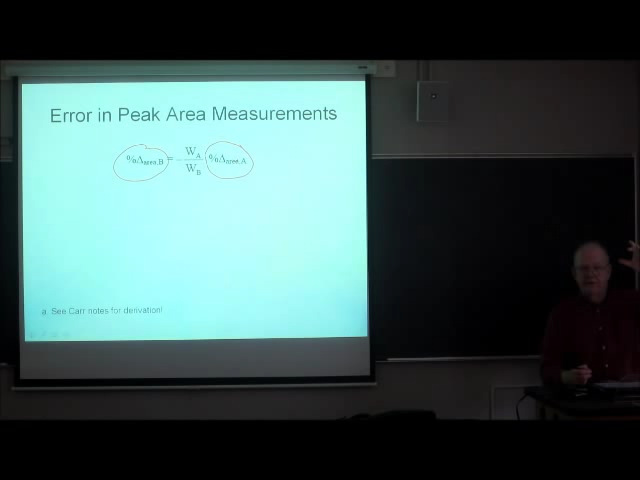 Error in Peak Area Measurements
%Δarea,B = - WA/WB %Δarea,A
a. See Carr notes for derivation!